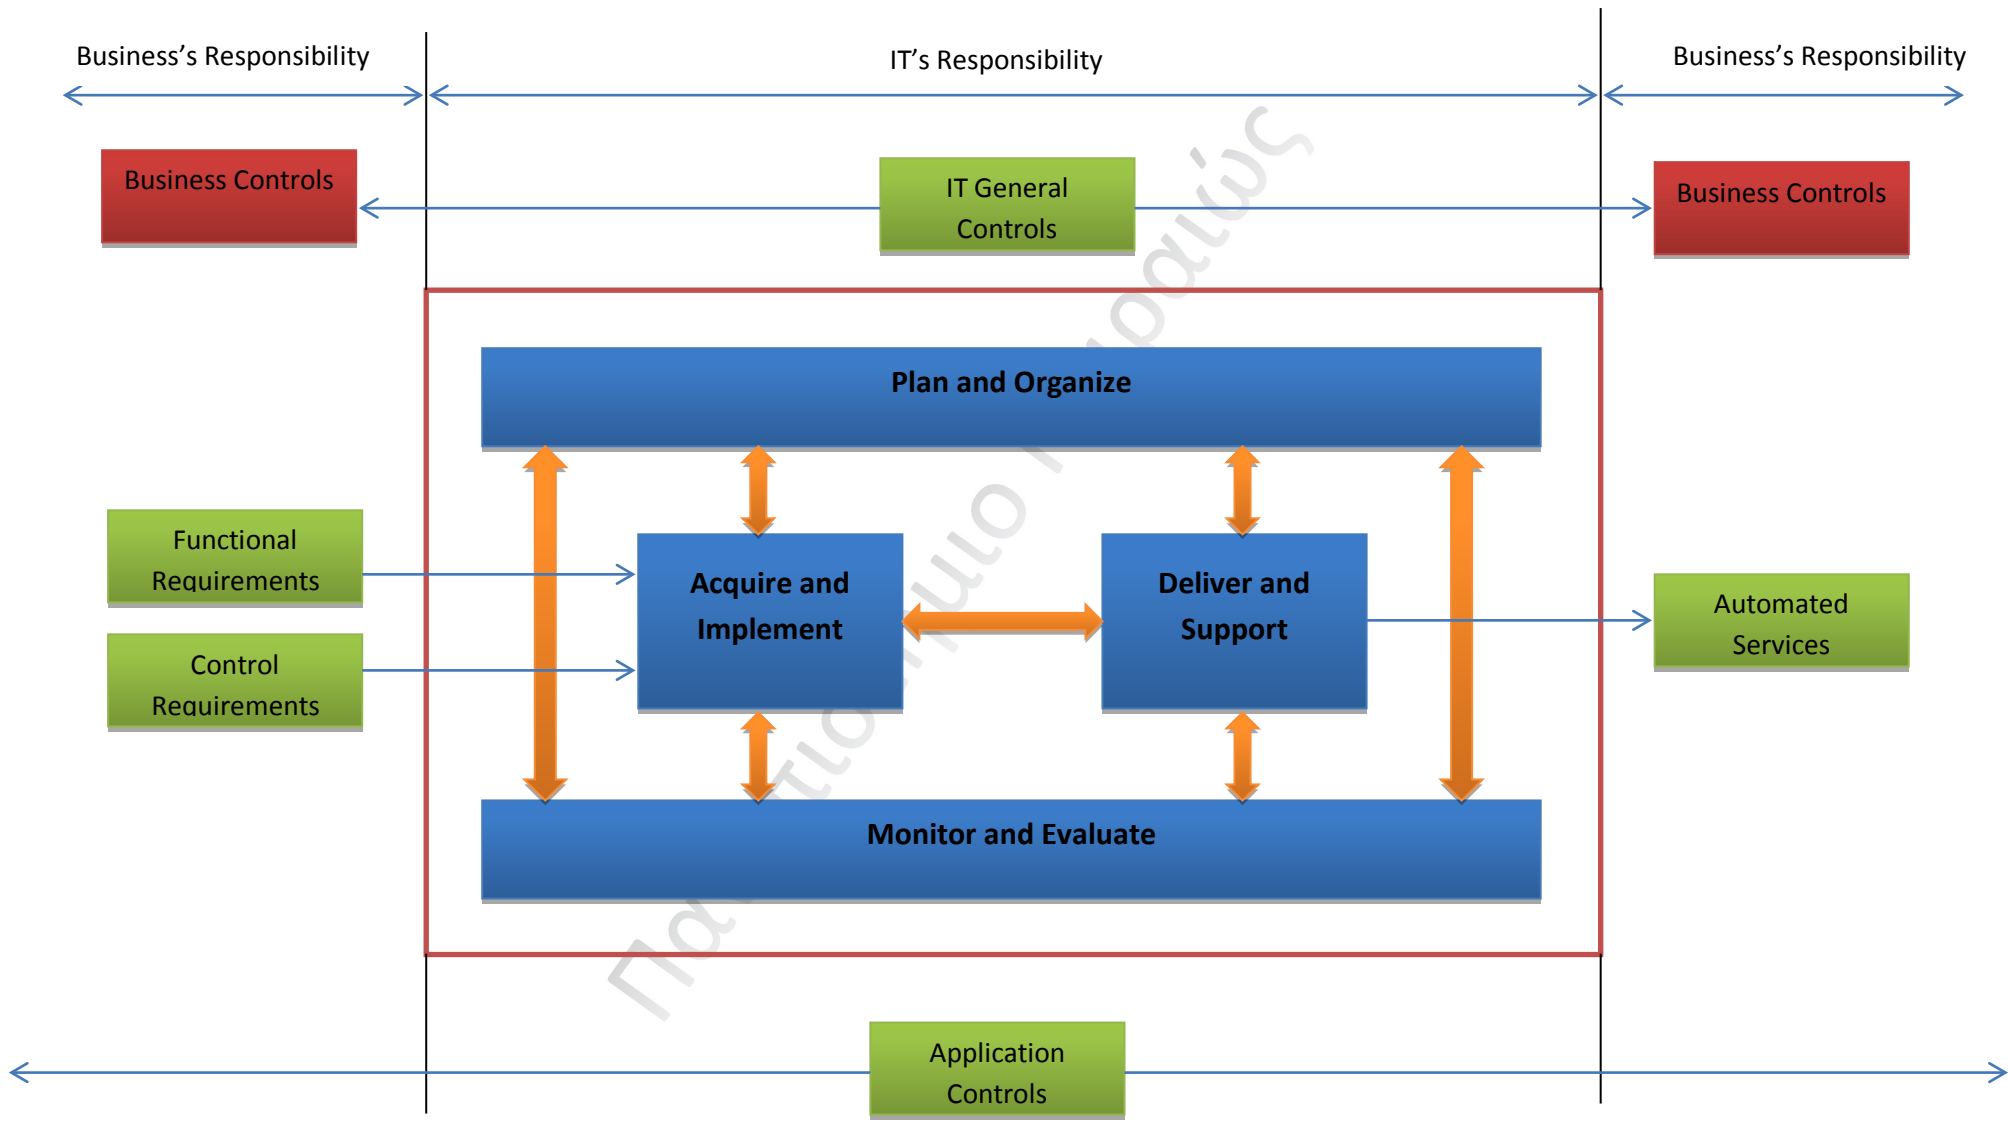 Business’s Responsibility
IT’s Responsibility
Business’s Responsibility
Business Controls
IT General
Controls
Business Controls
Plan and Organize
Functional
Requirements
Control
Requirements
Acquire and
Implement
Deliver and
Support
Automated
Services
Monitor and Evaluate
Application
Controls